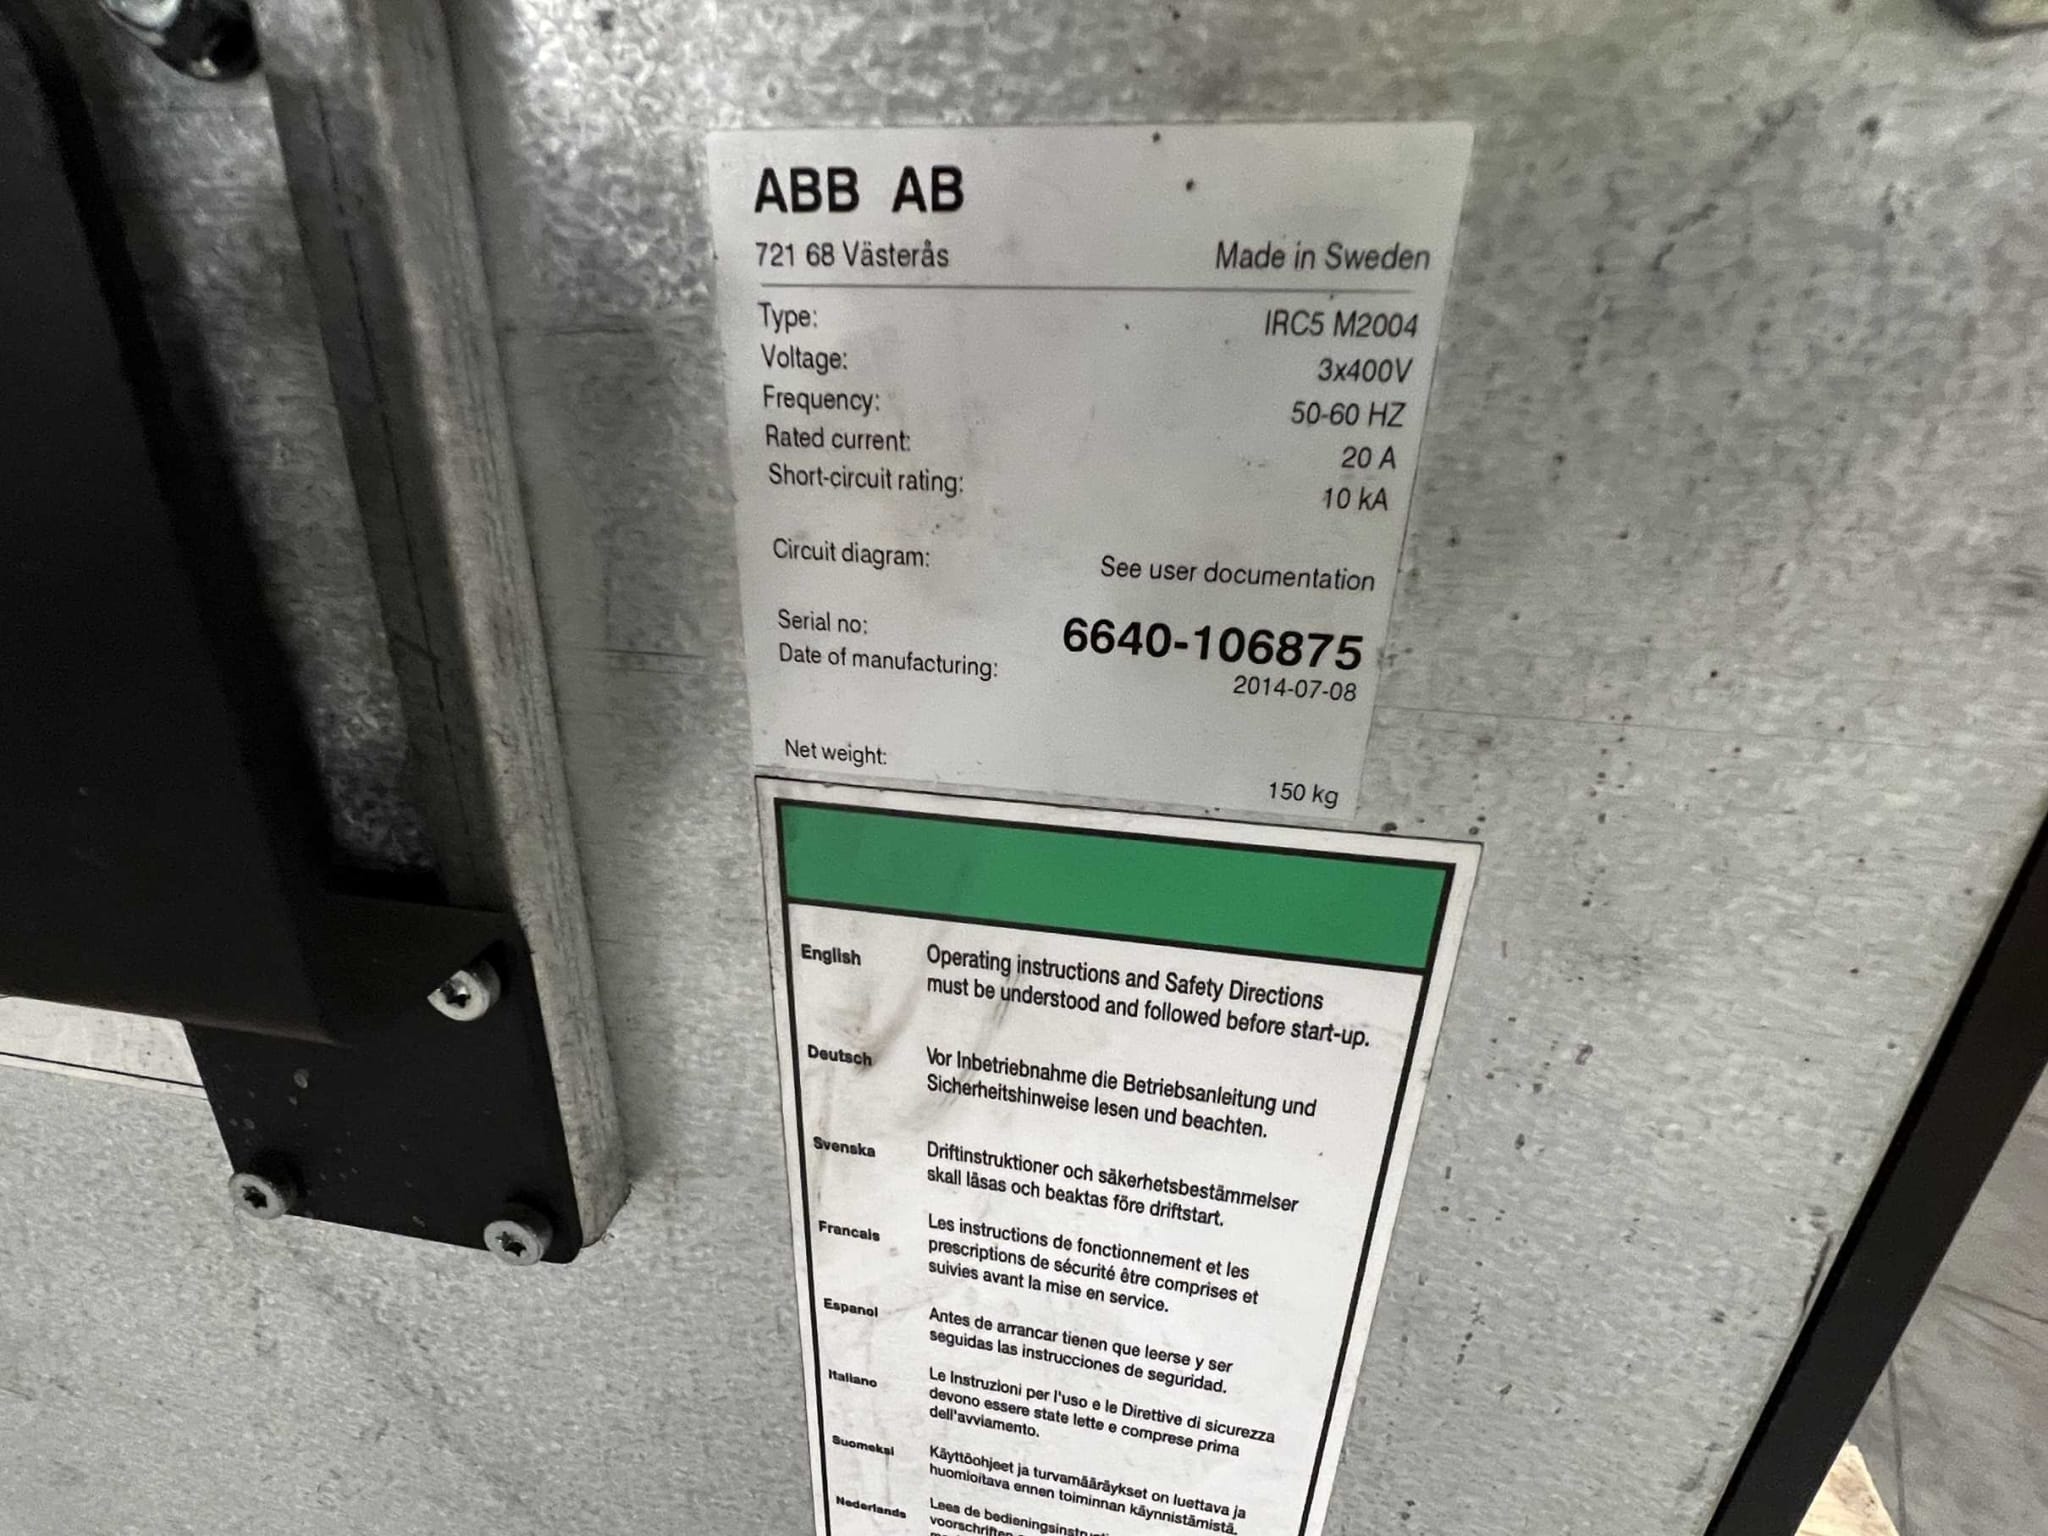 ABB AB
721 68 Västerås Made in Sweden
Type: IRC5 M2004
Voltage: 3x400V
Frequency: 50-60 HZ
Rated current: 20 A
Short-circuit rating: 10 kA
Circuit diagram: See user documentation
Serial no: 6640-106875
Date of manufacturing: 2014-07-08
Net weight: 150 kg
English Operating instructions and Safety Directions
must be understood and followed before start-up.
Deutsch Vor Inbetriebnahme die Betriebsanleitung und
Sicherheitshinweise lesen und beachten.
Svenska Driftinstruktioner och säkerhetsbestämmelser
skall läsas och beaktas före driftstart.
Francais Les instructions de fonctionnement et les
prescriptions de sécurité être comprises et
suivies avant la mise en service.
Espanol Antes de arrancar tienen que leerse y ser
seguidas las instrucciones de seguridad.
Italiano Le Instruzioni per l'uso e le Direttive di sicurezza
devono essere state lette e comprese prima
dell'avviamento.
Suomeksi Käyttöohjeet ja turvamääräykset on luettava ja
huomioitava ennen toiminnan käynnistämistä.
Nederlands Lees de
voorschriften